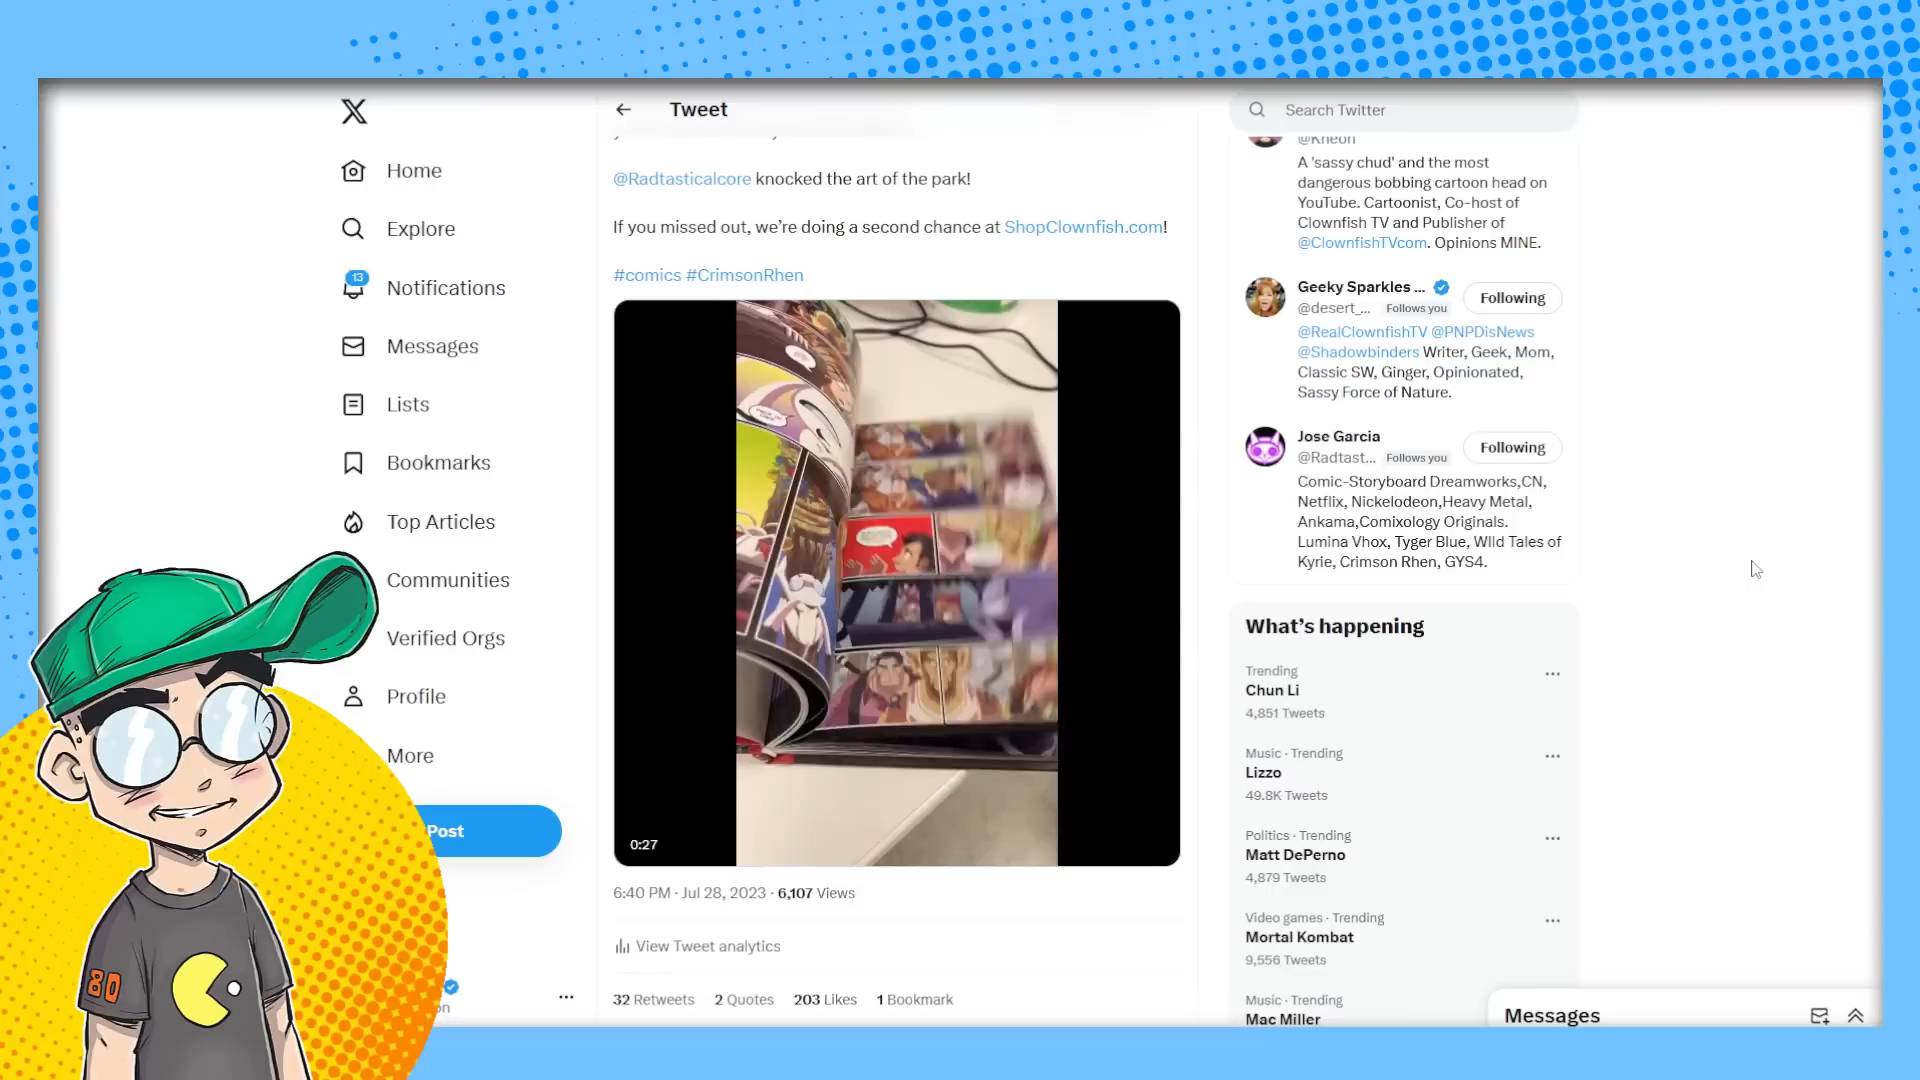 Tweet
Search Twitter
Home
Explore
13
Notifications
Messages
Lists
Bookmarks
Top Articles
Communities
Verified Orgs
Profile
More
Post
@Radtasticalcore knocked the art of the park!
If you missed out, we're doing a second chance at ShopClownfish.com!
#comics #CrimsonRhen
0:27
6:40 PM · Jul 28, 2023 · 6,107 Views
View Tweet analytics
32 Retweets 2 Quotes 203 Likes 1 Bookmark
@Kneon
A 'sassy chud' and the most
dangerous bobbing cartoon head on
YouTube. Cartoonist, Co-host of
Clownfish TV and Publisher of
@ClownfishTVcom. Opinions MINE.
Geeky Sparkles ...
Following
@desert_... Follows you
@RealClownfishTV @PNPDisNews
@Shadowbinders Writer, Geek, Mom,
Classic SW, Ginger, Opinionated,
Sassy Force of Nature.
Jose Garcia
Following
@Radtast... Follows you
Comic-Storyboard Dreamworks,CN,
Netflix, Nickelodeon,Heavy Metal,
Ankama,Comixology Originals.
Lumina Vhox, Tyger Blue, WIld Tales of
Kyrie, Crimson Rhen, GYS4.
What's happening
Trending
Chun Li
4,851 Tweets
Music · Trending
Lizzo
49.8K Tweets
Politics · Trending
Matt DePerno
4,879 Tweets
Video games · Trending
Mortal Kombat
9,556 Tweets
Music · Trending
Mac Miller
Messages
80